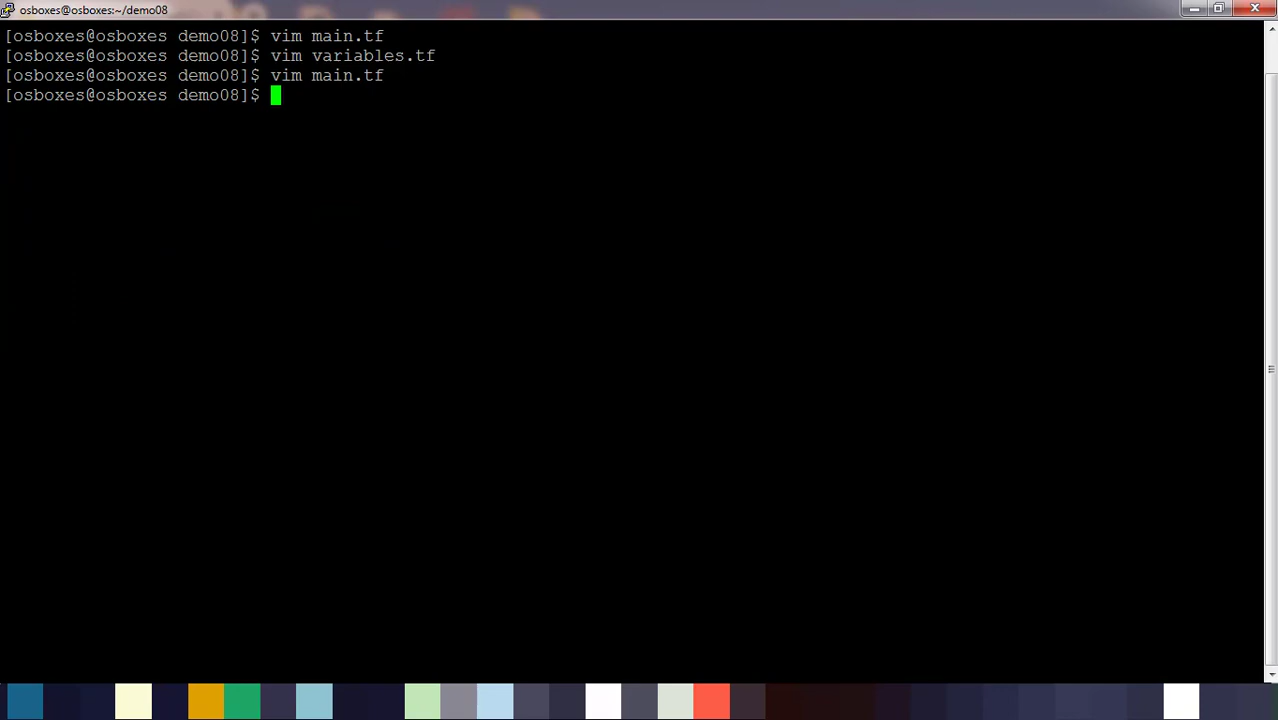 osboxes@osboxes:~/demo08
[osboxes@osboxes demo08]$ vim main.tf
[osboxes@osboxes demo08]$ vim variables.tf
[osboxes@osboxes demo08]$ vim main.tf
[osboxes@osboxes demo08]$